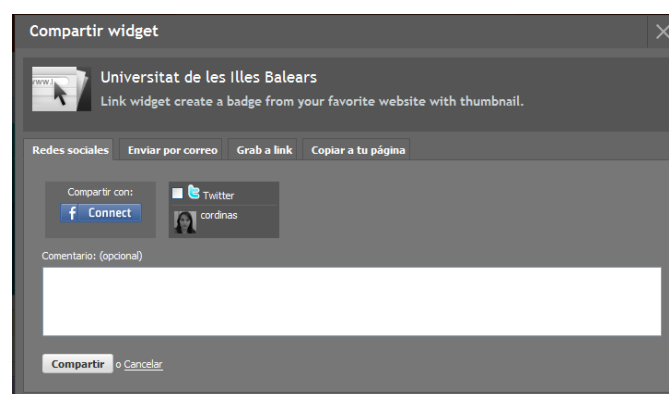 Compartir widget
www.
Universitat de les Illes Balears
Link widget create a badge from your favorite website with thumbnail.
Redes sociales Enviar por correo Grab a link Copiar a tu página
Compartir con:
f Connect
Twitter
cordinas
Comentario: (opcional)
Compartir o Cancelar